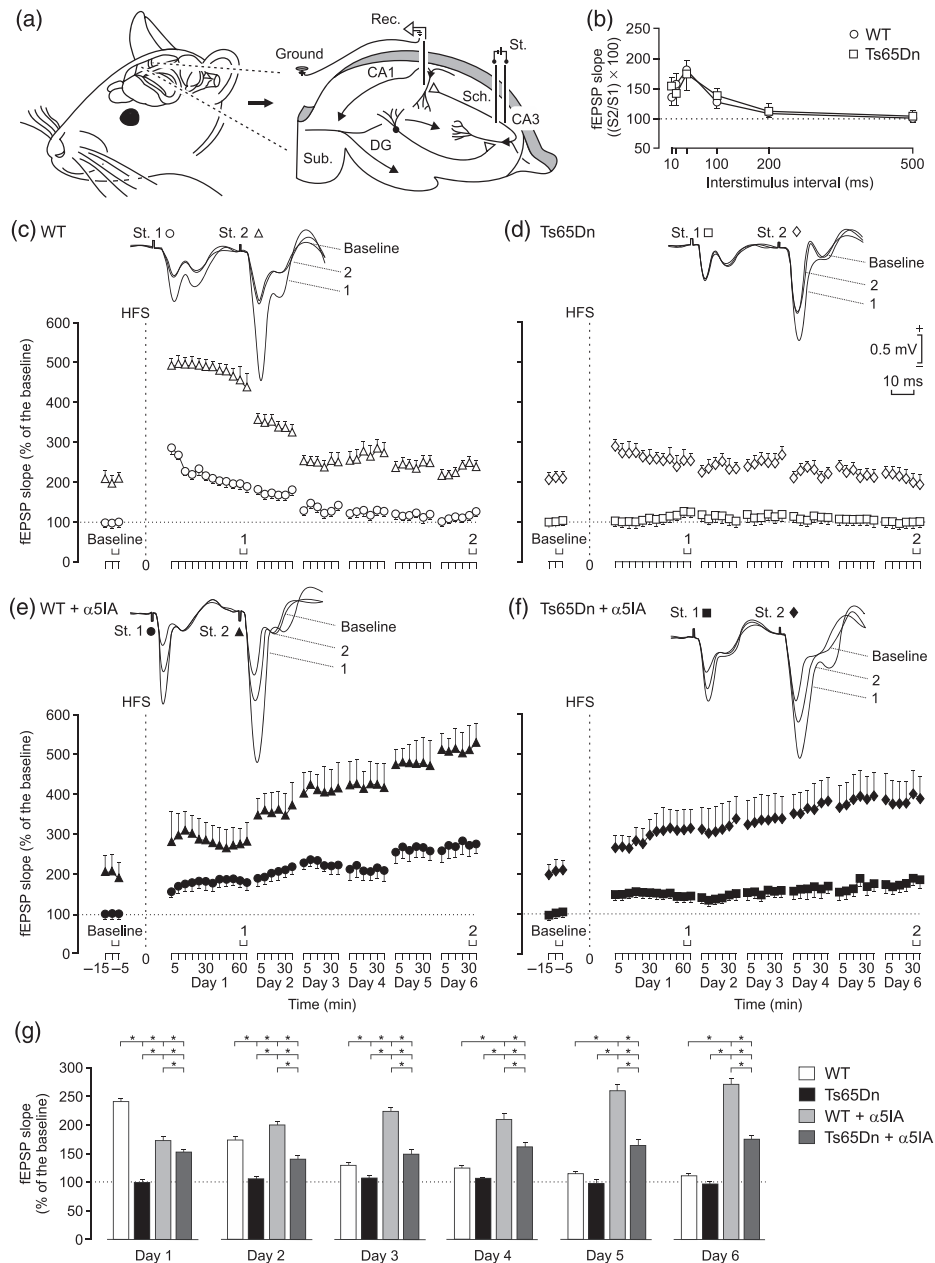 (a)
Rec.
St.
Ground
CA1
Sch.
CA3
DG
Sub.
(b)
WT
Ts65Dn
fEPSP slope
((S2/S1) × 100)
200
150
100
50
10 100 200 500
Interstimulus interval (ms)
(c) WT
St. 1 St. 2
Baseline
2
1
HFS
fEPSP slope (% of the baseline)
600
500
400
300
200
100
0
Baseline
0
1
2
(d) Ts65Dn
St. 1 St. 2
Baseline
2
1
HFS
+
0.5 mV
–
10 ms
Baseline
0
1
2
(e) WT + α5IA
St. 1 St. 2
Baseline
2
1
HFS
fEPSP slope (% of the baseline)
600
500
400
300
200
100
0
Baseline
1
2
–15 –5 0 5 30 60 5 30 5 30 5 30 5 30 5 30
Day 1 Day 2 Day 3 Day 4 Day 5 Day 6
Time (min)
(f) Ts65Dn + α5IA
St. 1 St. 2
Baseline
2
1
HFS
Baseline
1
2
–15 –5 0 5 30 60 5 30 5 30 5 30 5 30 5 30
Day 1 Day 2 Day 3 Day 4 Day 5 Day 6
Time (min)
(g)
* * * * * * * * * * * * * * * * * *
* * * * * * * * * * * *
* * * * * *
fEPSP slope
(% of the baseline)
300
250
200
150
100
50
0
Day 1 Day 2 Day 3 Day 4 Day 5 Day 6
WT
Ts65Dn
WT + α5IA
Ts65Dn + α5IA